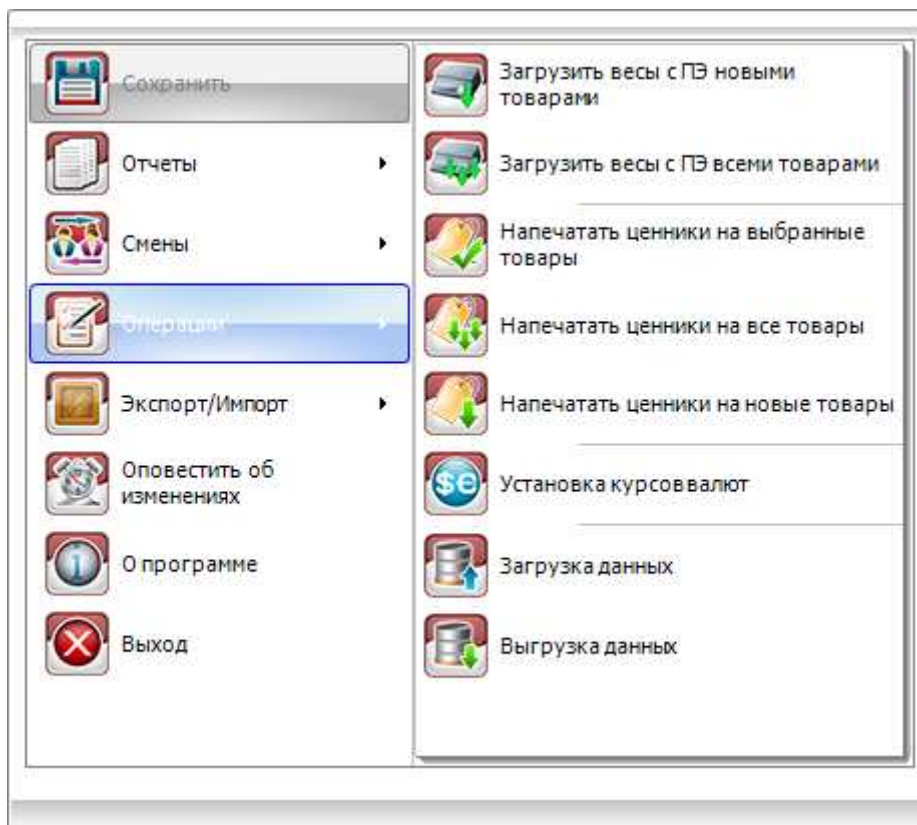 Сохранить
Отчеты
Смены
Операции
Экспорт/Импорт
Оповестить об
изменениях
О программе
Выход
Загрузить весы с ПЭ новыми
товарами
Загрузить весы с ПЭ всеми товарами
Напечатать ценники на выбранные
товары
Напечатать ценники на все товары
Напечатать ценники на новые товары
Установка курсов валют
Загрузка данных
Выгрузка данных